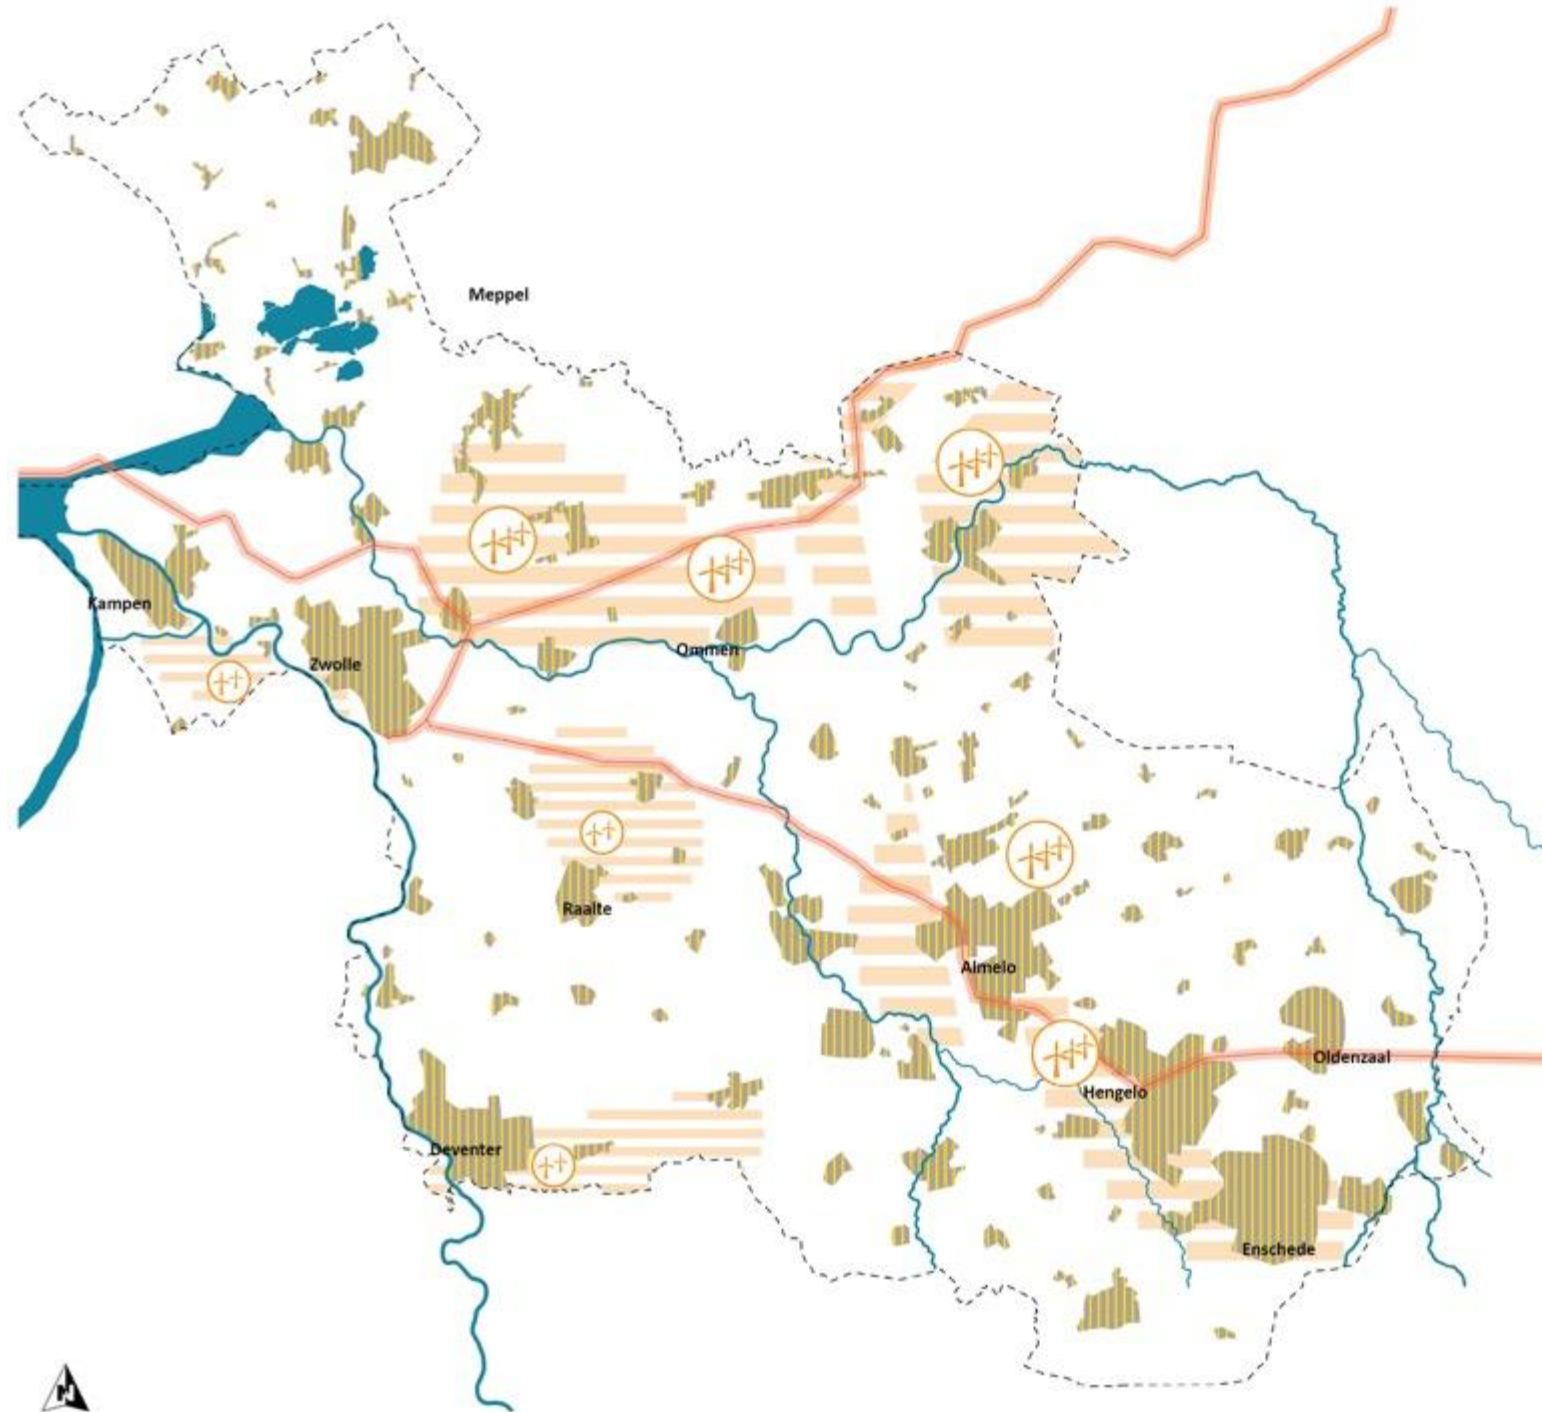 Meppel
Kampen
Zwolle
Ommen
Raalte
Almelo
Oldenzaal
Hengelo
Deventer
Enschede
N